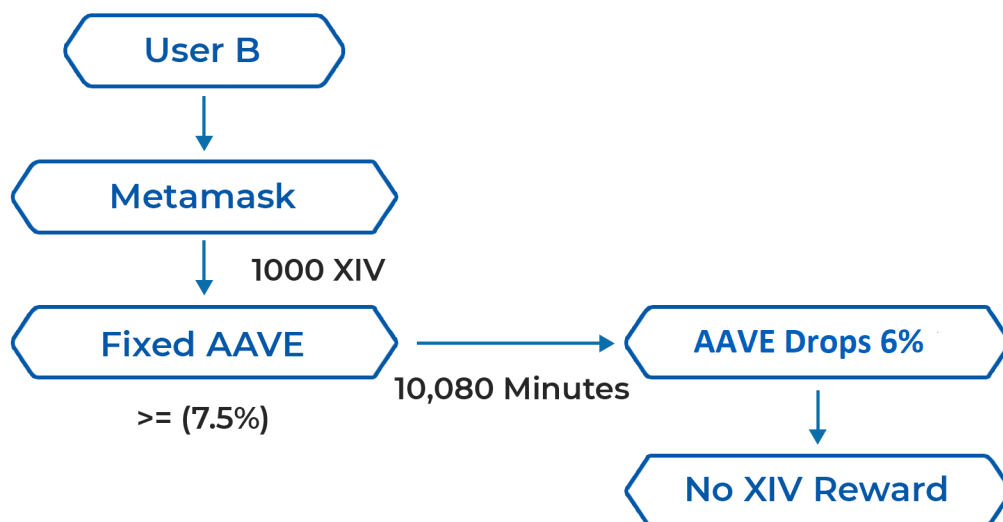 User B
Metamask
1000 XIV
Fixed AAVE
AAVE Drops 6%
10,080 Minutes
>= (7.5%)
No XIV Reward